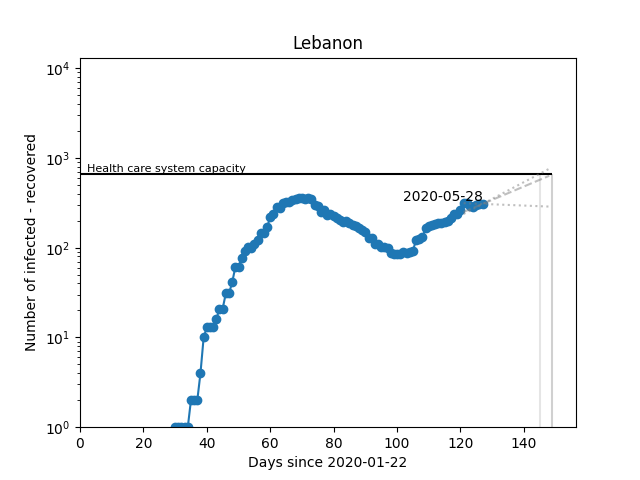 Lebanon
Number of infected - recovered
10^4
10^3
10^2
10^1
10^0
Health care system capacity
2020-05-28
0 20 40 60 80 100 120 140
Days since 2020-01-22